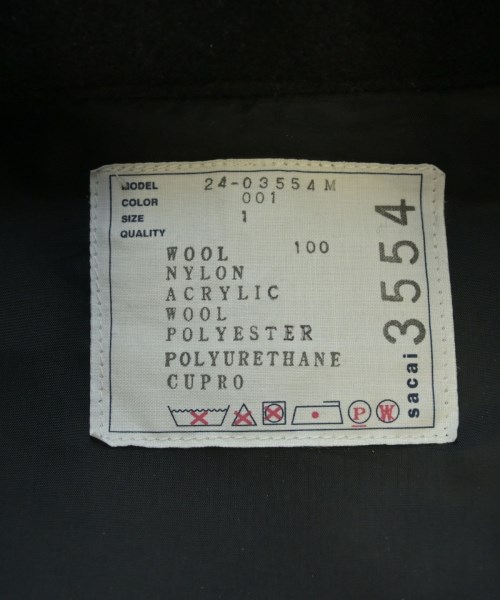 MODEL 24-03554M
COLOR 001
SIZE 1
QUALITY
WOOL 100
NYLON
ACRYLIC
WOOL
POLYESTER
POLYURETHANE
CUPRO
P W
sacai 3554